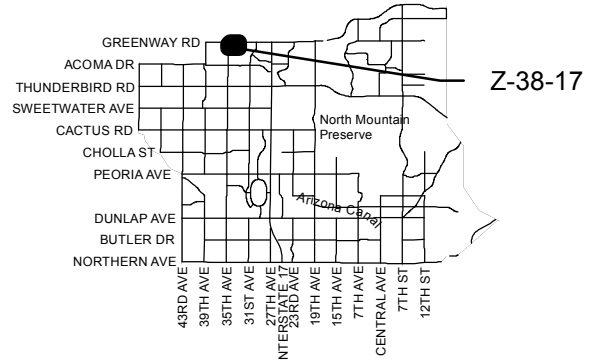 GREENWAY RD
ACOMA DR
THUNDERBIRD RD
SWEETWATER AVE
CACTUS RD
CHOLLA ST
PEORIA AVE
DUNLAP AVE
BUTLER DR
NORTHERN AVE
Z-38-17
North Mountain
Preserve
Arizona Canal
43RD AVE
39TH AVE
35TH AVE
31ST AVE
27TH AVE
INTERSTATE 17
23RD AVE
19TH AVE
15TH AVE
7TH AVE
CENTRAL AVE
7TH ST
12TH ST